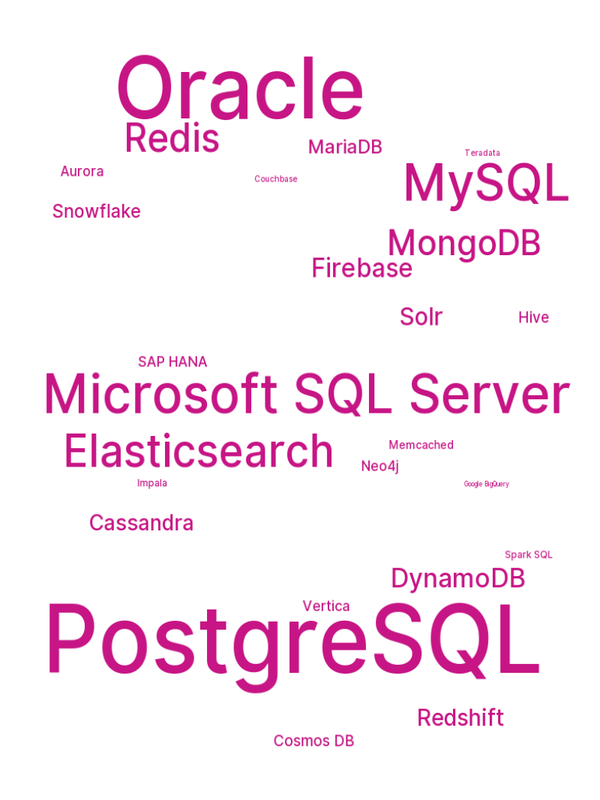 Oracle
Redis
MariaDB
Teradata
Aurora
Couchbase
MySQL
Snowflake
MongoDB
Firebase
Solr
Hive
SAP HANA
Microsoft SQL Server
Elasticsearch
Memcached
Neo4j
Impala
Google BigQuery
Cassandra
Spark SQL
DynamoDB
Vertica
PostgreSQL
Redshift
Cosmos DB